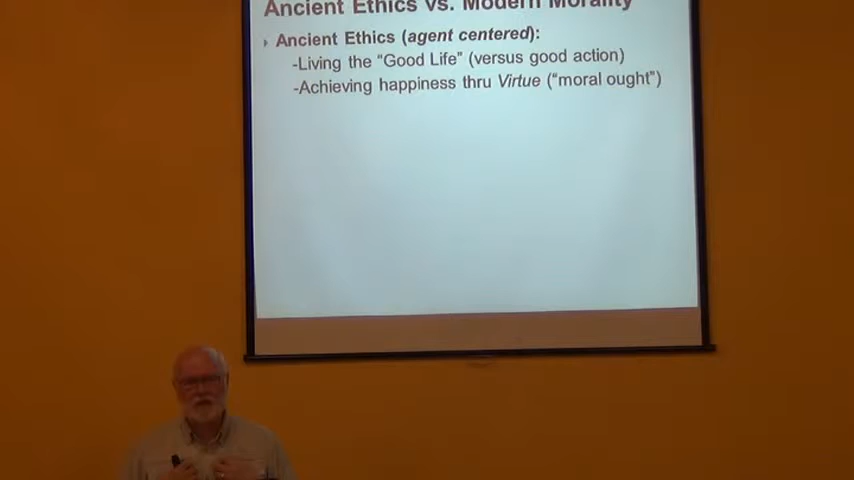 Ancient Ethics vs. Modern Morality
Ancient Ethics (agent centered):
-Living the "Good Life" (versus good action)
-Achieving happiness thru Virtue ("moral ought")